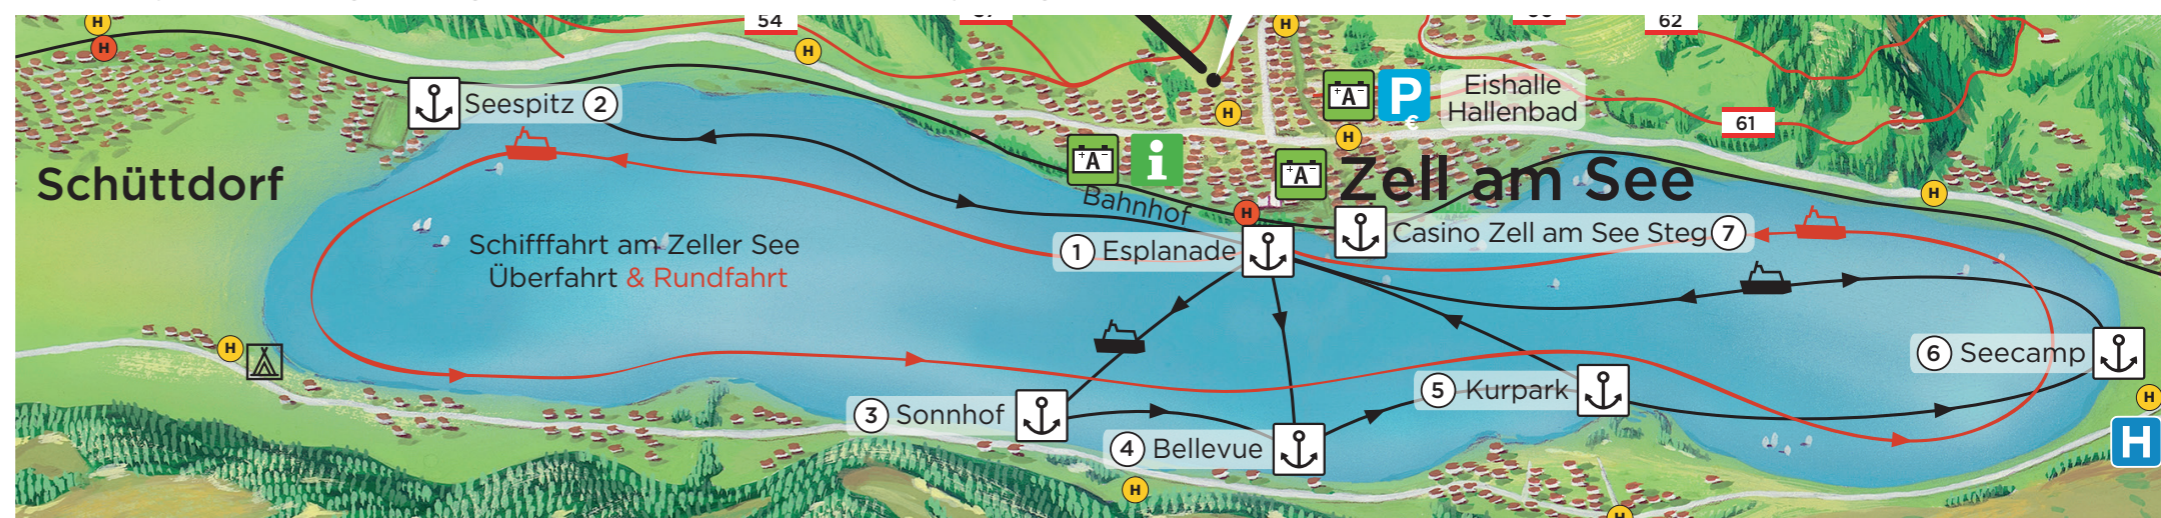 54
62
H
H
H
H
Seespitz 2
+A-
P
€
Eishalle
Hallenbad
H
61
H
+A-
i
+A-
Schüttdorf
Zell am See
H
Bahnhof
H
Schifffahrt am Zeller See
Überfahrt & Rundfahrt
1 Esplanade
Casino Zell am See Steg 7
H
6 Seecamp
5 Kurpark
H
3 Sonnhof
4 Bellevue
H
H
H